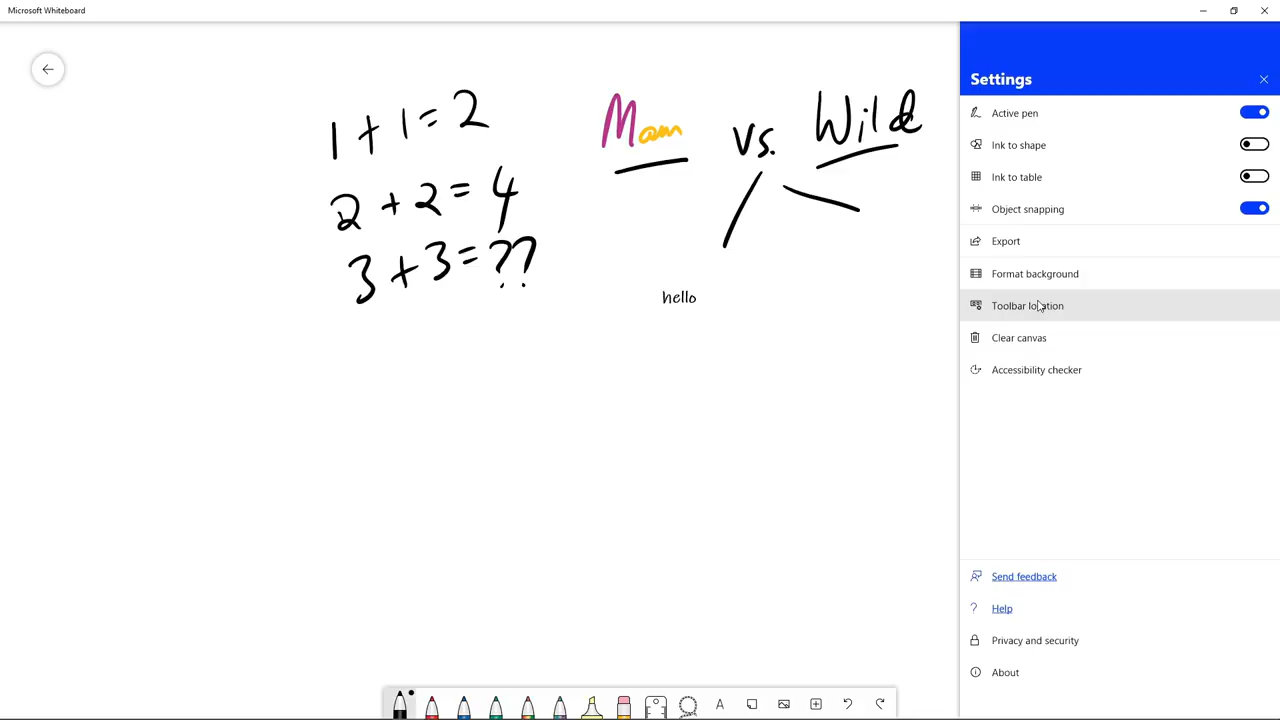 Microsoft Whiteboard
1 + 1 = 2
2 + 2 = 4
3 + 3 = ??
Mam vs. Wild
hello
Settings
Active pen
Ink to shape
Ink to table
Object snapping
Export
Format background
Toolbar location
Clear canvas
Accessibility checker
Send feedback
Help
Privacy and security
About